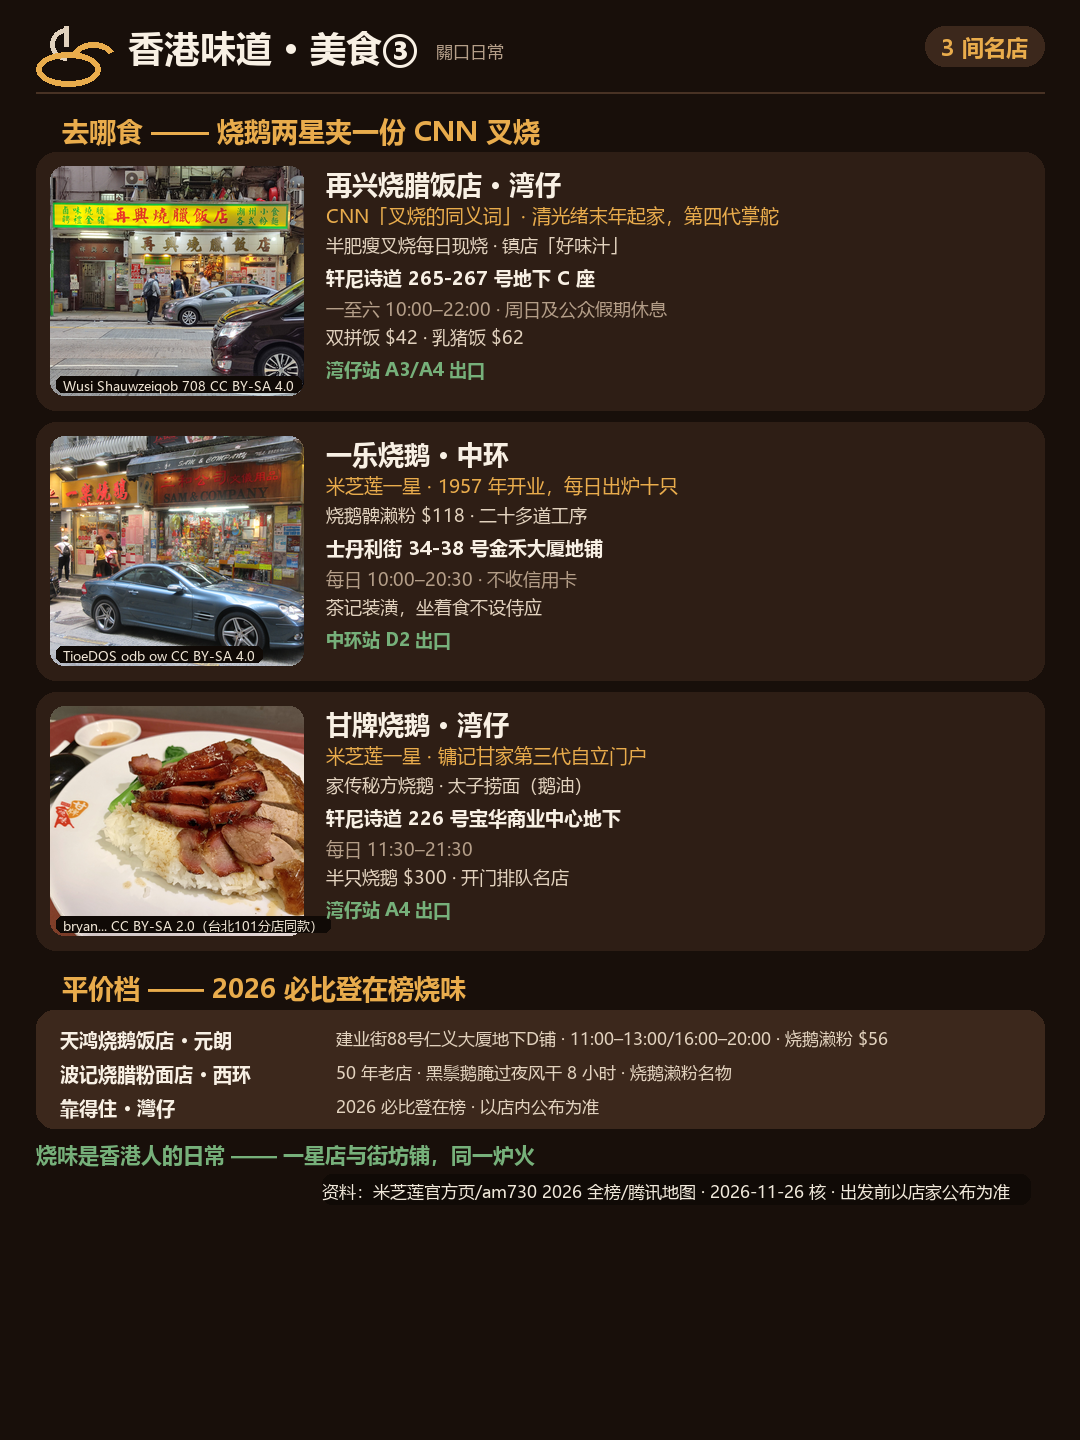 香港味道・美食③
關口日常
3 间名店
去哪食 —— 烧鹅两星夹一份 CNN 叉烧
再興燒臘飯店
再興燒臘飯店
Wusi Shauwzeiqob 708 CC BY-SA 4.0
再兴烧腊饭店・湾仔
CNN「叉烧的同义词」· 清光绪末年起家，第四代掌舵
半肥瘦叉烧每日现烧 · 镇店「好味汁」
轩尼诗道 265-267 号地下 C 座
一至六 10:00–22:00 · 周日及公众假期休息
双拼饭 $42 · 乳猪饭 $62
湾仔站 A3/A4 出口
一樂燒鵝
SAM & COMPANY
SAM & COMPANY
TioeDOS odb ow CC BY-SA 4.0
一乐烧鹅・中环
米芝莲一星 · 1957 年开业，每日出炉十只
烧鹅髀濑粉 $118 · 二十多道工序
士丹利街 34-38 号金禾大厦地铺
每日 10:00–20:30 · 不收信用卡
茶记装潢，坐着食不设侍应
中环站 D2 出口
bryan... CC BY-SA 2.0（台北101分店同款）
甘牌烧鹅・湾仔
米芝莲一星 · 镛记甘家第三代自立门户
家传秘方烧鹅 · 太子捞面（鹅油）
轩尼诗道 226 号宝华商业中心地下
每日 11:30–21:30
半只烧鹅 $300 · 开门排队名店
湾仔站 A4 出口
平价档 —— 2026 必比登在榜烧味
天鸿烧鹅饭店・元朗
建业街88号仁义大厦地下D铺 · 11:00–13:00/16:00–20:00 · 烧鹅濑粉 $56
波记烧腊粉面店・西环
50 年老店 · 黑鬃鹅腌过夜风干 8 小时 · 烧鹅濑粉名物
靠得住・灣仔
2026 必比登在榜 · 以店内公布为准
烧味是香港人的日常 —— 一星店与街坊铺，同一炉火
资料：米芝莲官方页/am730 2026 全榜/腾讯地图 · 2026-11-26 核 · 出发前以店家公布为准